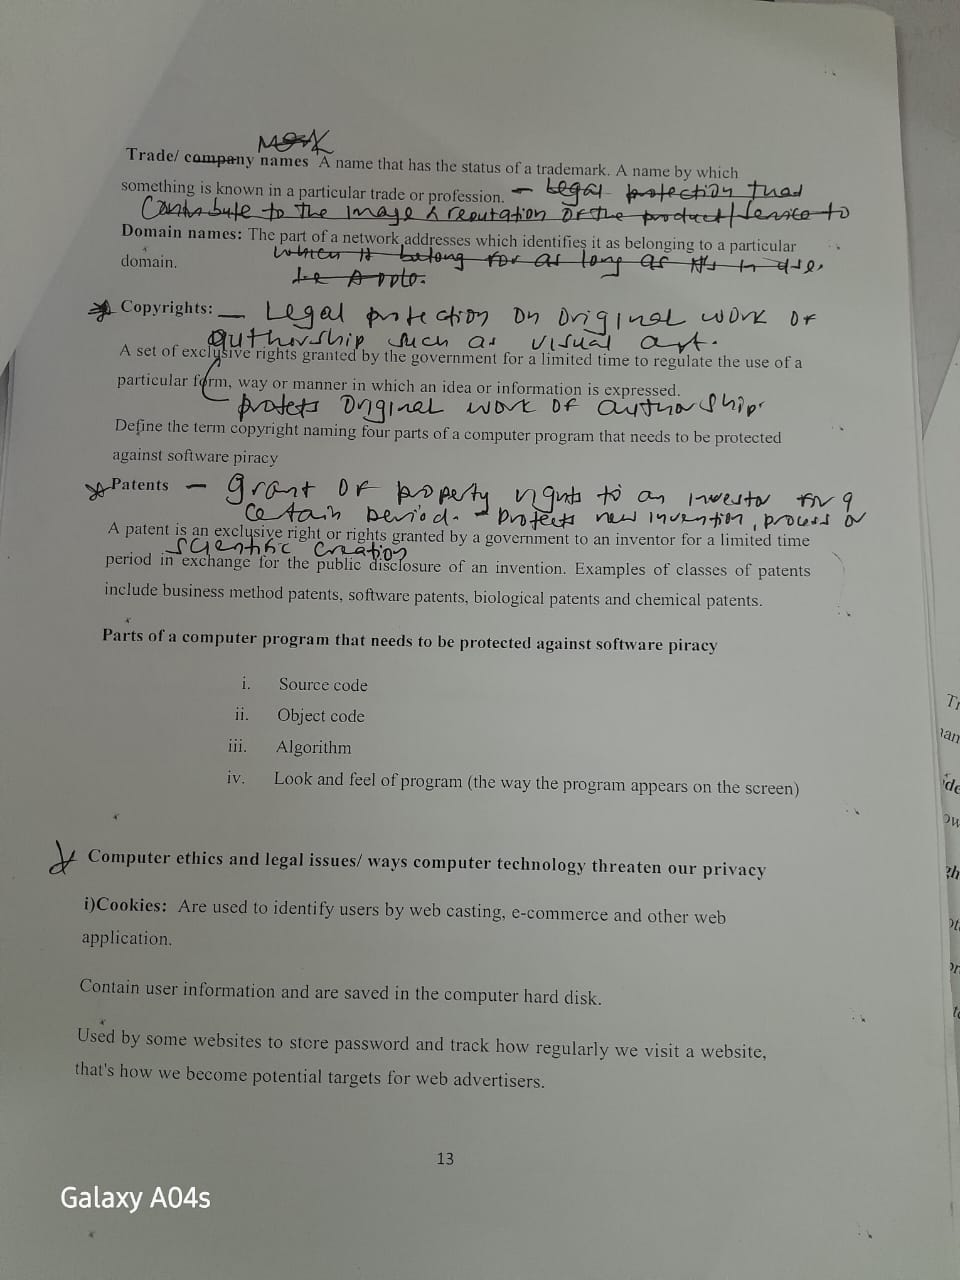 Mark
Trade/ company names A name that has the status of a trademark. A name by which
something is known in a particular trade or profession. – Legal protection that
Contribute to the image & reputation of the product/service to
Domain names: The part of a network addresses which identifies it as belonging to a particular
which it belong for as long as its in use.
domain.
i.e Apple.
Copyrights: – Legal protection on original work of
authorship such as visual art.
A set of exclusive rights granted by the government for a limited time to regulate the use of a
particular form, way or manner in which an idea or information is expressed.
protets original work of authorship.
Define the term copyright naming four parts of a computer program that needs to be protected
against software piracy
Patents – grant of property rights to an investor for a
certain period. – Protects new invention, process or
A patent is an exclusive right or rights granted by a government to an inventor for a limited time
scientific creation
period in exchange for the public disclosure of an invention. Examples of classes of patents
include business method patents, software patents, biological patents and chemical patents.
Parts of a computer program that needs to be protected against software piracy
i. Source code
ii. Object code
iii. Algorithm
iv. Look and feel of program (the way the program appears on the screen)
Computer ethics and legal issues/ ways computer technology threaten our privacy
i)Cookies: Are used to identify users by web casting, e-commerce and other web
application.
Contain user information and are saved in the computer hard disk.
Used by some websites to store password and track how regularly we visit a website,
that's how we become potential targets for web advertisers.
13
Galaxy A04s